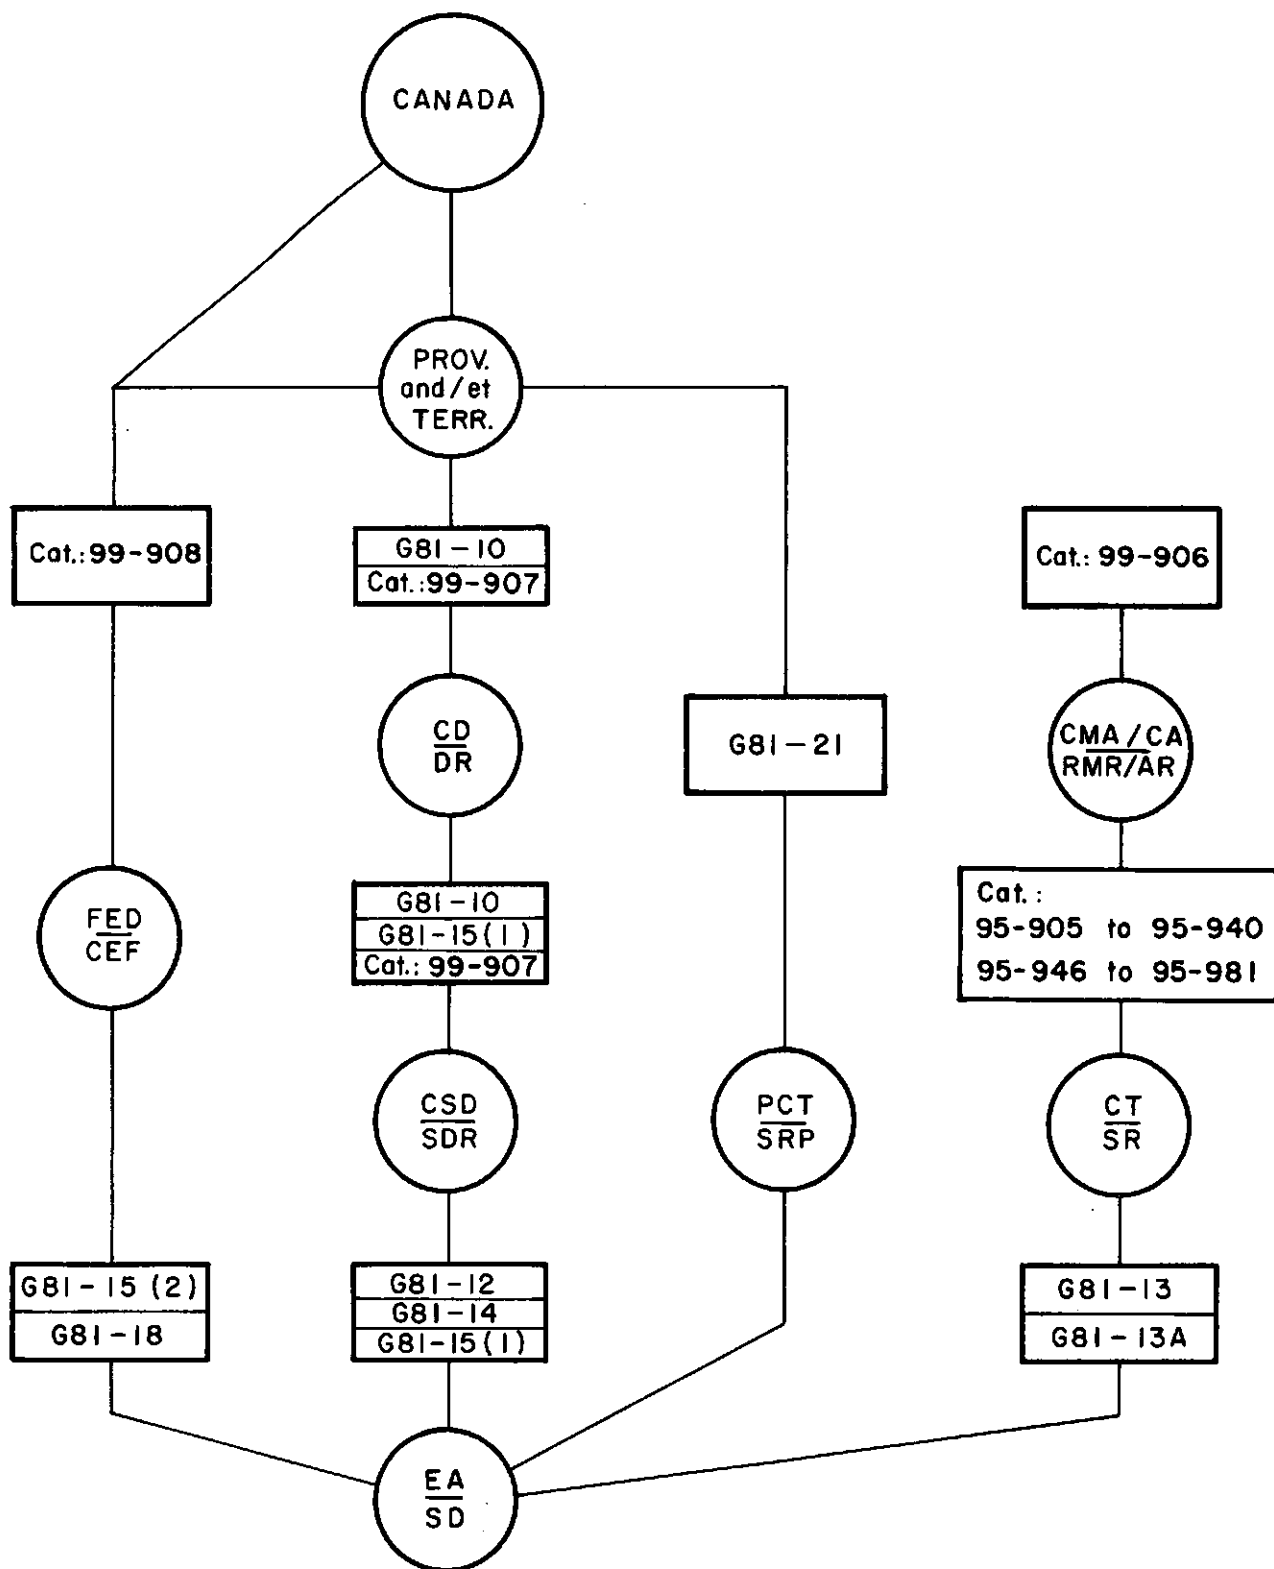 CANADA
PROV.
and/et
TERR.
Cat.: 99-908
G81-10
Cat.: 99-907
Cat.: 99-906
CD
DR
G81-21
CMA/CA
RMR/AR
FED
CEF
G81-10
G81-15(1)
Cat.: 99-907
Cat.:
95-905 to 95-940
95-946 to 95-981
CSD
SDR
PCT
SRP
CT
SR
G81-15 (2)
G81-18
G81-12
G81-14
G81-15(1)
G81-13
G81-13A
EA
SD